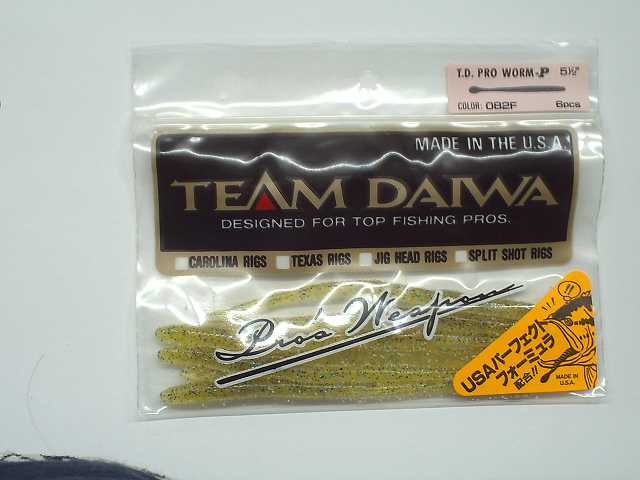 T.D. PRO WORM-P 5½"
COLOR: 082F 6pcs
MADE IN THE U.S.A.
TEAM DAIWA
DESIGNED FOR TOP FISHING PROS.
CAROLINA RIGS TEXAS RIGS JIG HEAD RIGS SPLIT SHOT RIGS
Pro's Weapon
!!
USAパーフェクト
フォーミュラ
配合!!
MADE IN
U.S.A.